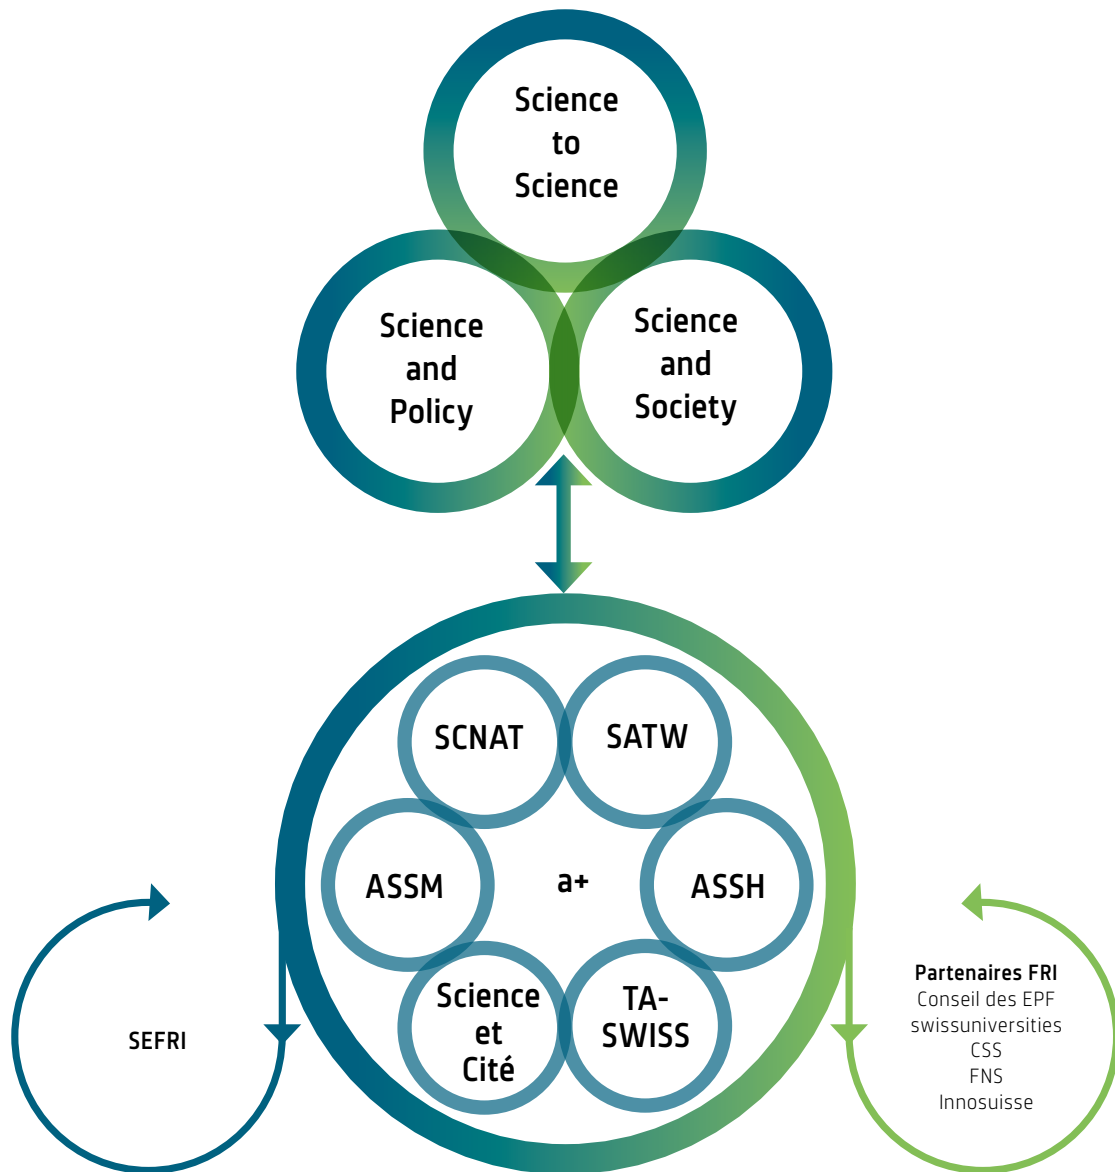 Science
to
Science
Science
and
Policy
Science
and
Society
SCNAT
SATW
ASSM
a+
ASSH
Science
et
Cité
TA-
SWISS
SEFRI
Partenaires FRI
Conseil des EPF
swissuniversities
CSS
FNS
Innosuisse